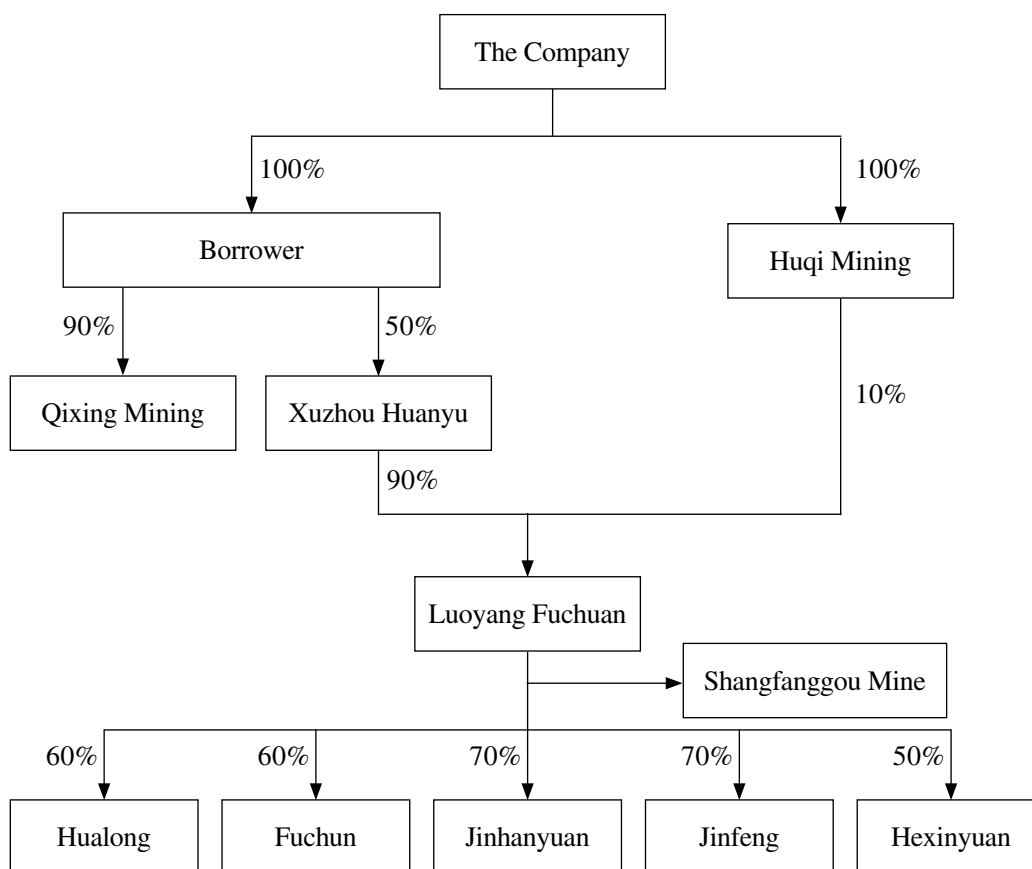 The Company
100%
100%
Borrower
Huqi Mining
90%
50%
Qixing Mining
Xuzhou Huanyu
10%
90%
Luoyang Fuchuan
Shangfanggou Mine
60%
60%
70%
70%
50%
Hualong
Fuchun
Jinhanyuan
Jinfeng
Hexinyuan